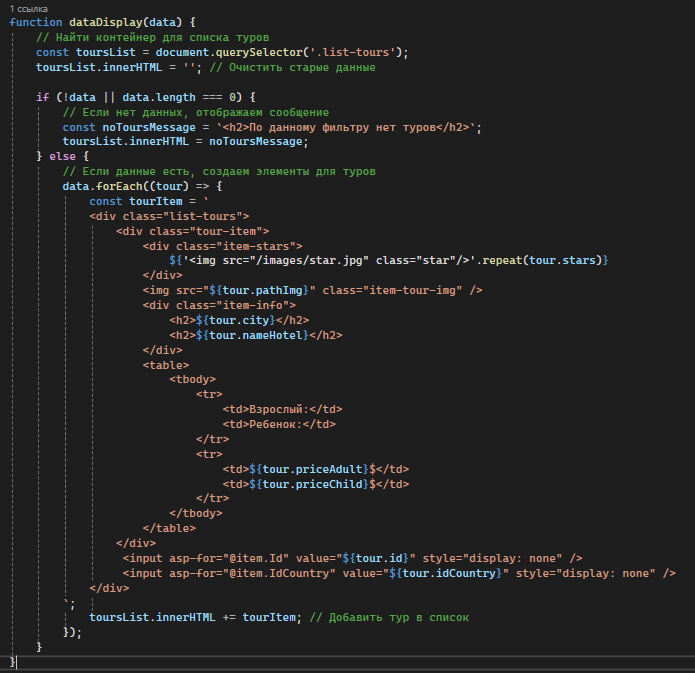 1 ссылка
function dataDisplay(data) {
    // Найти контейнер для списка туров
    const toursList = document.querySelector('.list-tours');
    toursList.innerHTML = ''; // Очистить старые данные

    if (!data || data.length === 0) {
        // Если нет данных, отображаем сообщение
        const noToursMessage = `<h2>По данному фильтру нет туров</h2>`;
        toursList.innerHTML = noToursMessage;
    } else {
        // Если данные есть, создаем элементы для туров
        data.forEach((tour) => {
            const tourItem = `
            <div class="list-tours">
                <div class="tour-item">
                    <div class="item-stars">
                        ${'<img src="/images/star.jpg" class="star"/>'.repeat(tour.stars)}
                    </div>
                    <img src="${tour.pathImg}" class="item-tour-img" />
                    <div class="item-info">
                        <h2>${tour.city}</h2>
                        <h2>${tour.nameHotel}</h2>
                    </div>
                    <table>
                        <tbody>
                            <tr>
                                <td>Взрослый:</td>
                                <td>Ребенок:</td>
                            </tr>
                            <tr>
                                <td>${tour.priceAdult}$</td>
                                <td>${tour.priceChild}$</td>
                            </tr>
                        </tbody>
                    </table>
                </div>
                 <input asp-for="@item.Id" value="${tour.id}" style="display: none" />
                 <input asp-for="@item.IdCountry" value="${tour.idCountry}" style="display: none" />
            </div>
        `;
            toursList.innerHTML += tourItem; // Добавить тур в список
        });
    }
}